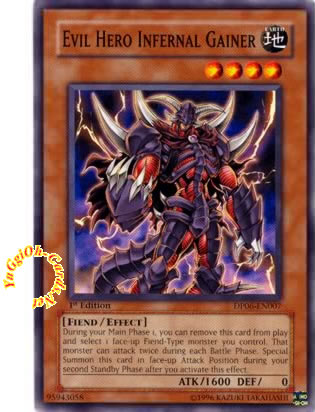 EVIL HERO INFERNAL GAINER
EARTH
地
YuGgiOh-Cards.Net
1st Edition
DP06-EN007
[FIEND / EFFECT]
During your Main Phase 1, you can remove this card from play
and select 1 face-up Fiend-Type monster you control. That
monster can attack twice during each Battle Phase. Special
Summon this card in face-up Attack Position during your
second Standby Phase after you activate this effect.
ATK/1600 DEF/ 0
95943058
©1996 KAZUKI TAKAHASHI